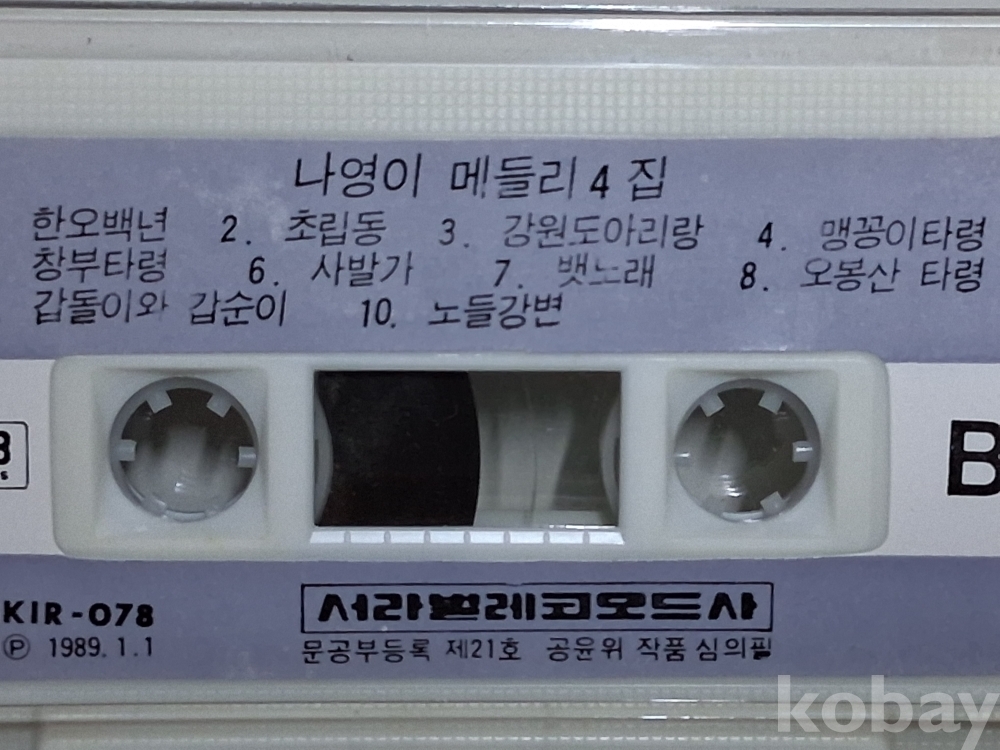 나영이 메들리 4 집
한오백년 2. 초립동 3. 강원도아리랑 4. 맹꽁이타령
창부타령 6. 사발가 7. 뱃노래 8. 오봉산 타령
갑돌이와 갑순이 10. 노들강변
B
KIR-078
서라벌레코오드사
Ⓟ 1989.1.1
문공부등록 제21호 공윤위 작품 심의필
kobay